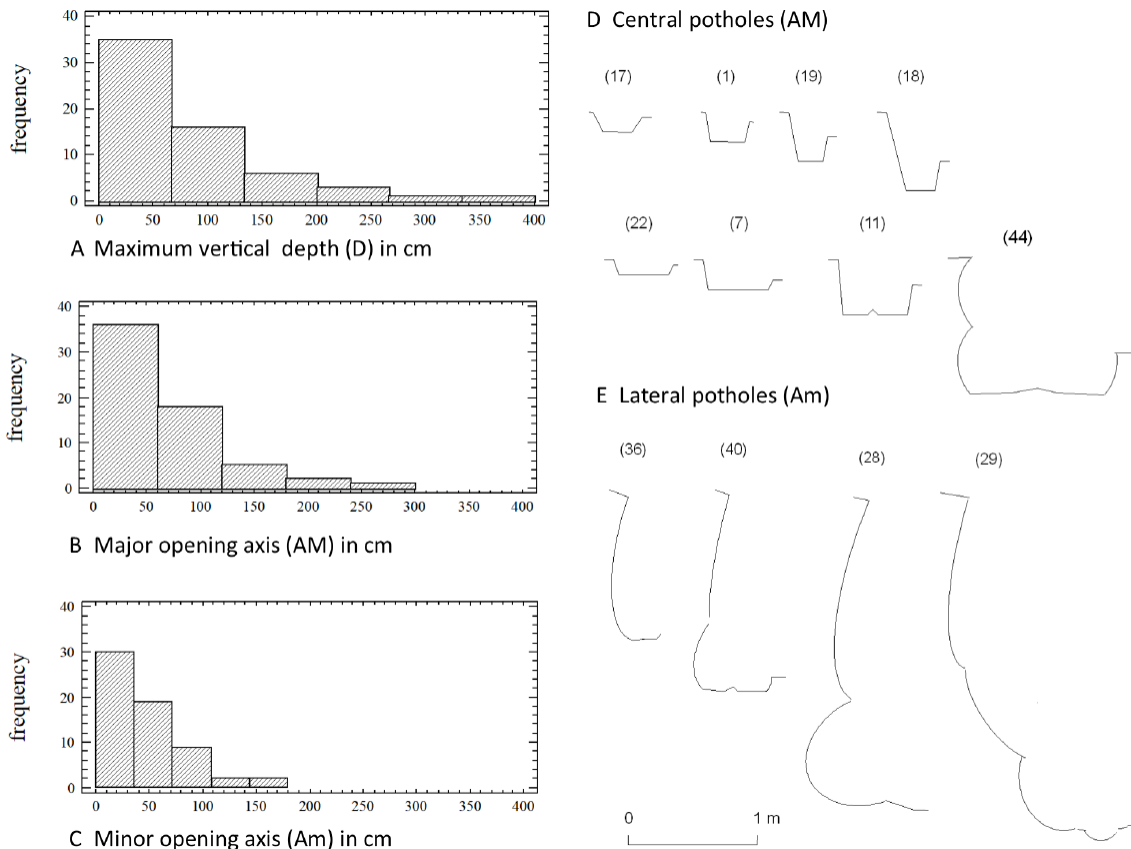 40
30
20
10
0
frequency
0 50 100 150 200 250 300 350 400
A Maximum vertical depth (D) in cm
40
30
20
10
0
frequency
0 50 100 150 200 250 300 400
B Major opening axis (AM) in cm
40
30
20
10
0
frequency
0 50 100 150 200 250 300 350 400
C Minor opening axis (Am) in cm
D Central potholes (AM)
(17) (1) (19) (18)
(22) (7) (11) (44)
E Lateral potholes (Am)
(36) (40) (28) (29)
0 1 m